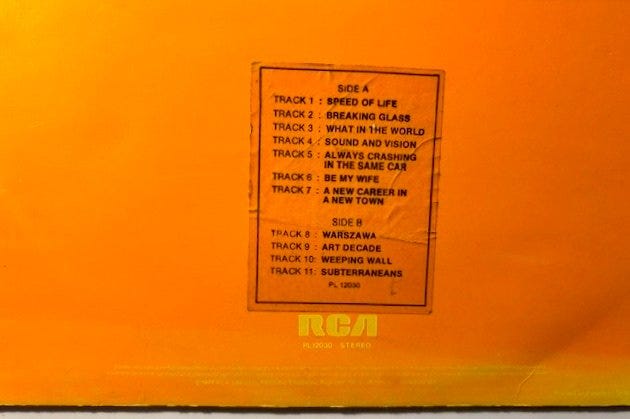 SIDE A
TRACK 1 : SPEED OF LIFE
TRACK 2 : BREAKING GLASS
TRACK 3 : WHAT IN THE WORLD
TRACK 4 : SOUND AND VISION
TRACK 5 : ALWAYS CRASHING
IN THE SAME CAR
TRACK 6 : BE MY WIFE
TRACK 7 : A NEW CAREER IN
A NEW TOWN
SIDE B
TRACK 8 : WARSZAWA
TRACK 9 : ART DECADE
TRACK 10: WEEPING WALL
TRACK 11: SUBTERRANEANS
PL 12030
RCA
PL12030 STEREO